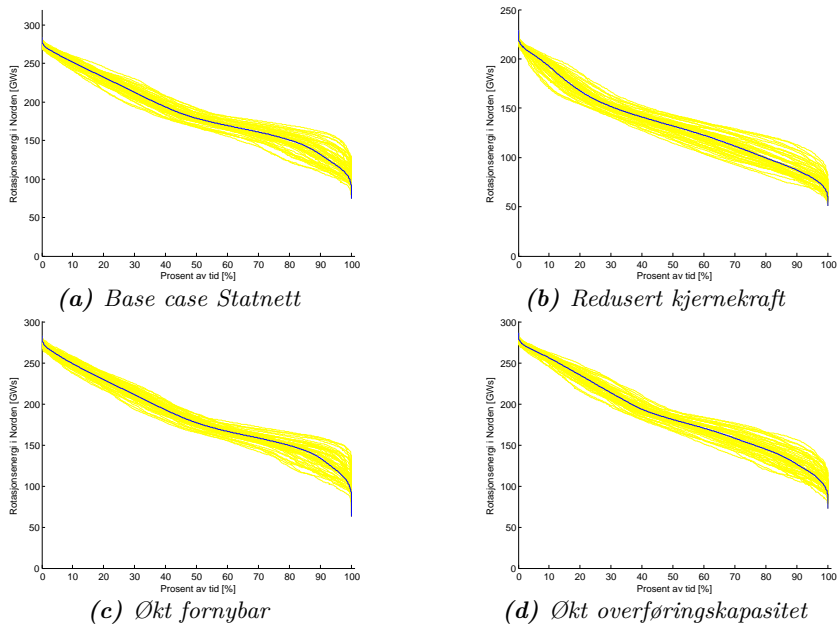 300
250
200
150
100
50
0
Rotasjonsenergi i Norden [GWs]
0 10 20 30 40 50 60 70 80 90 100
Prosent av tid [%]
(a) Base case Statnett
250
200
150
100
50
0
Rotasjonsenergi i Norden [GWs]
0 10 20 30 40 50 60 70 80 90 100
Prosent av tid [%]
(b) Redusert kjernekraft
300
250
200
150
100
50
0
Rotasjonsenergi i Norden [GWs]
0 10 20 30 40 50 60 70 80 90 100
Prosent av tid [%]
(c) Økt fornybar
300
250
200
150
100
50
0
Rotasjonsenergi i Norden [GWs]
0 10 20 30 40 50 60 70 80 90 100
Prosent av tid [%]
(d) Økt overføringskapasitet